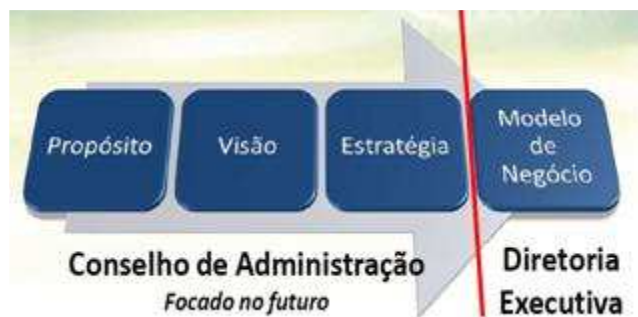 Propósito
Visão
Estratégia
Modelo
de
Negócio
Conselho de Administração
Focado no futuro
Diretoria
Executiva